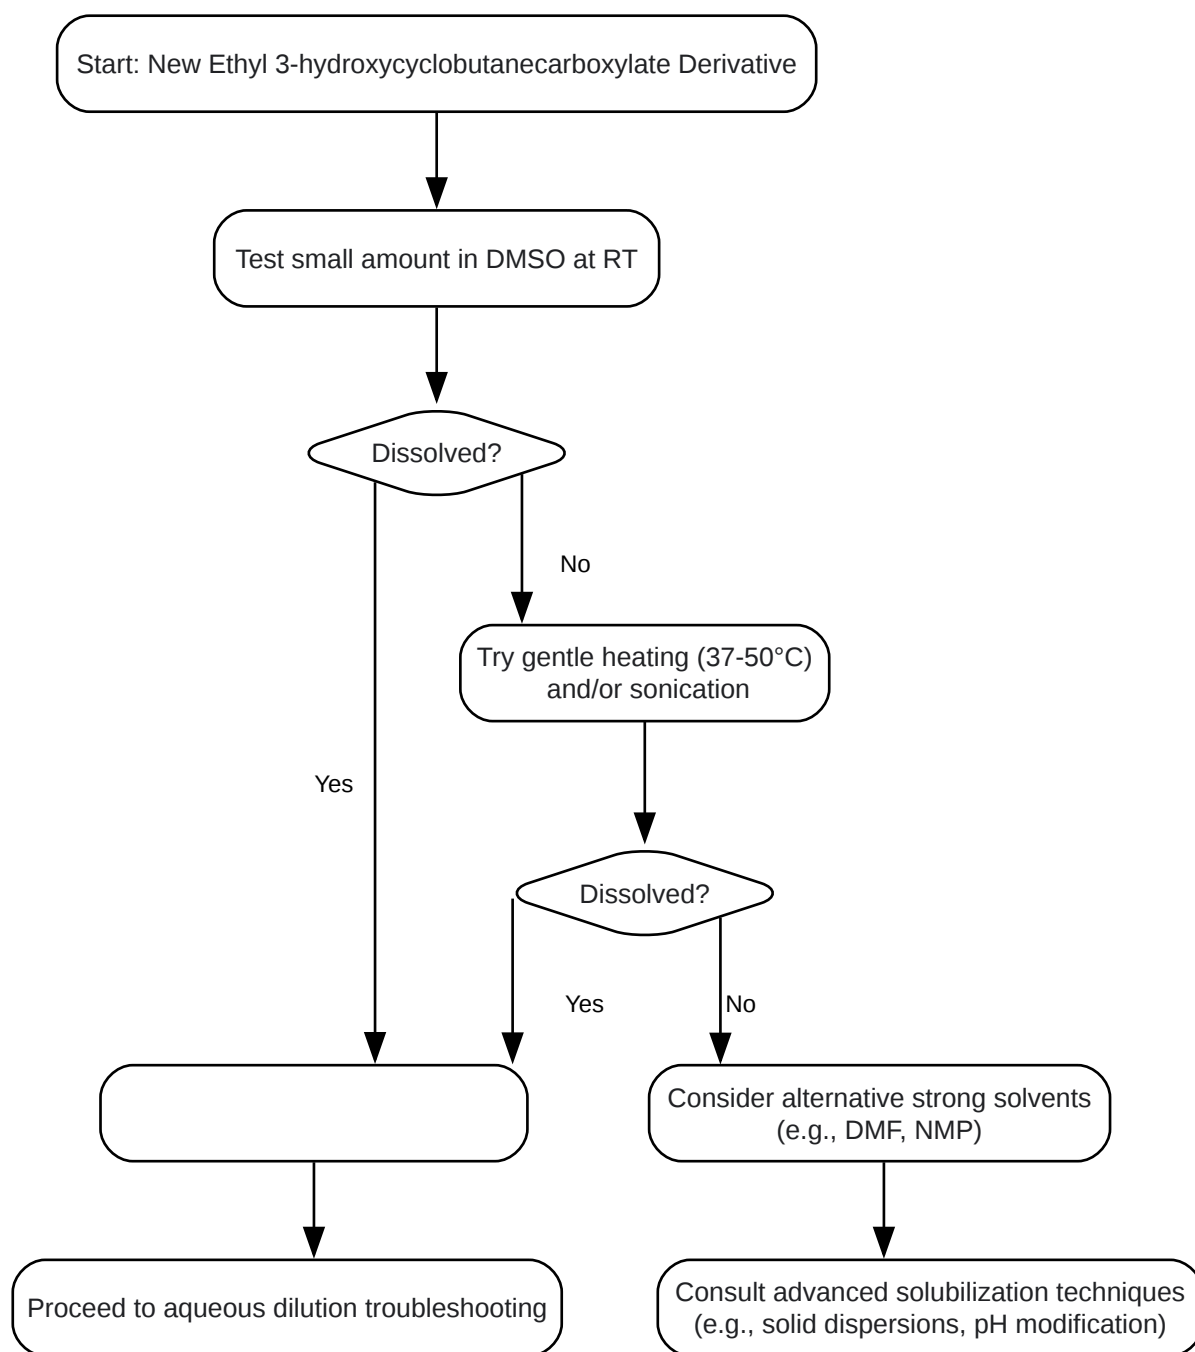 Start: New Ethyl 3-hydroxycyclobutanecarboxylate Derivative
Test small amount in DMSO at RT
Dissolved?
No
Try gentle heating (37-50°C)
and/or sonication
Yes
Dissolved?
Yes
No
Consider alternative strong solvents
(e.g., DMF, NMP)
Proceed to aqueous dilution troubleshooting
Consult advanced solubilization techniques
(e.g., solid dispersions, pH modification)